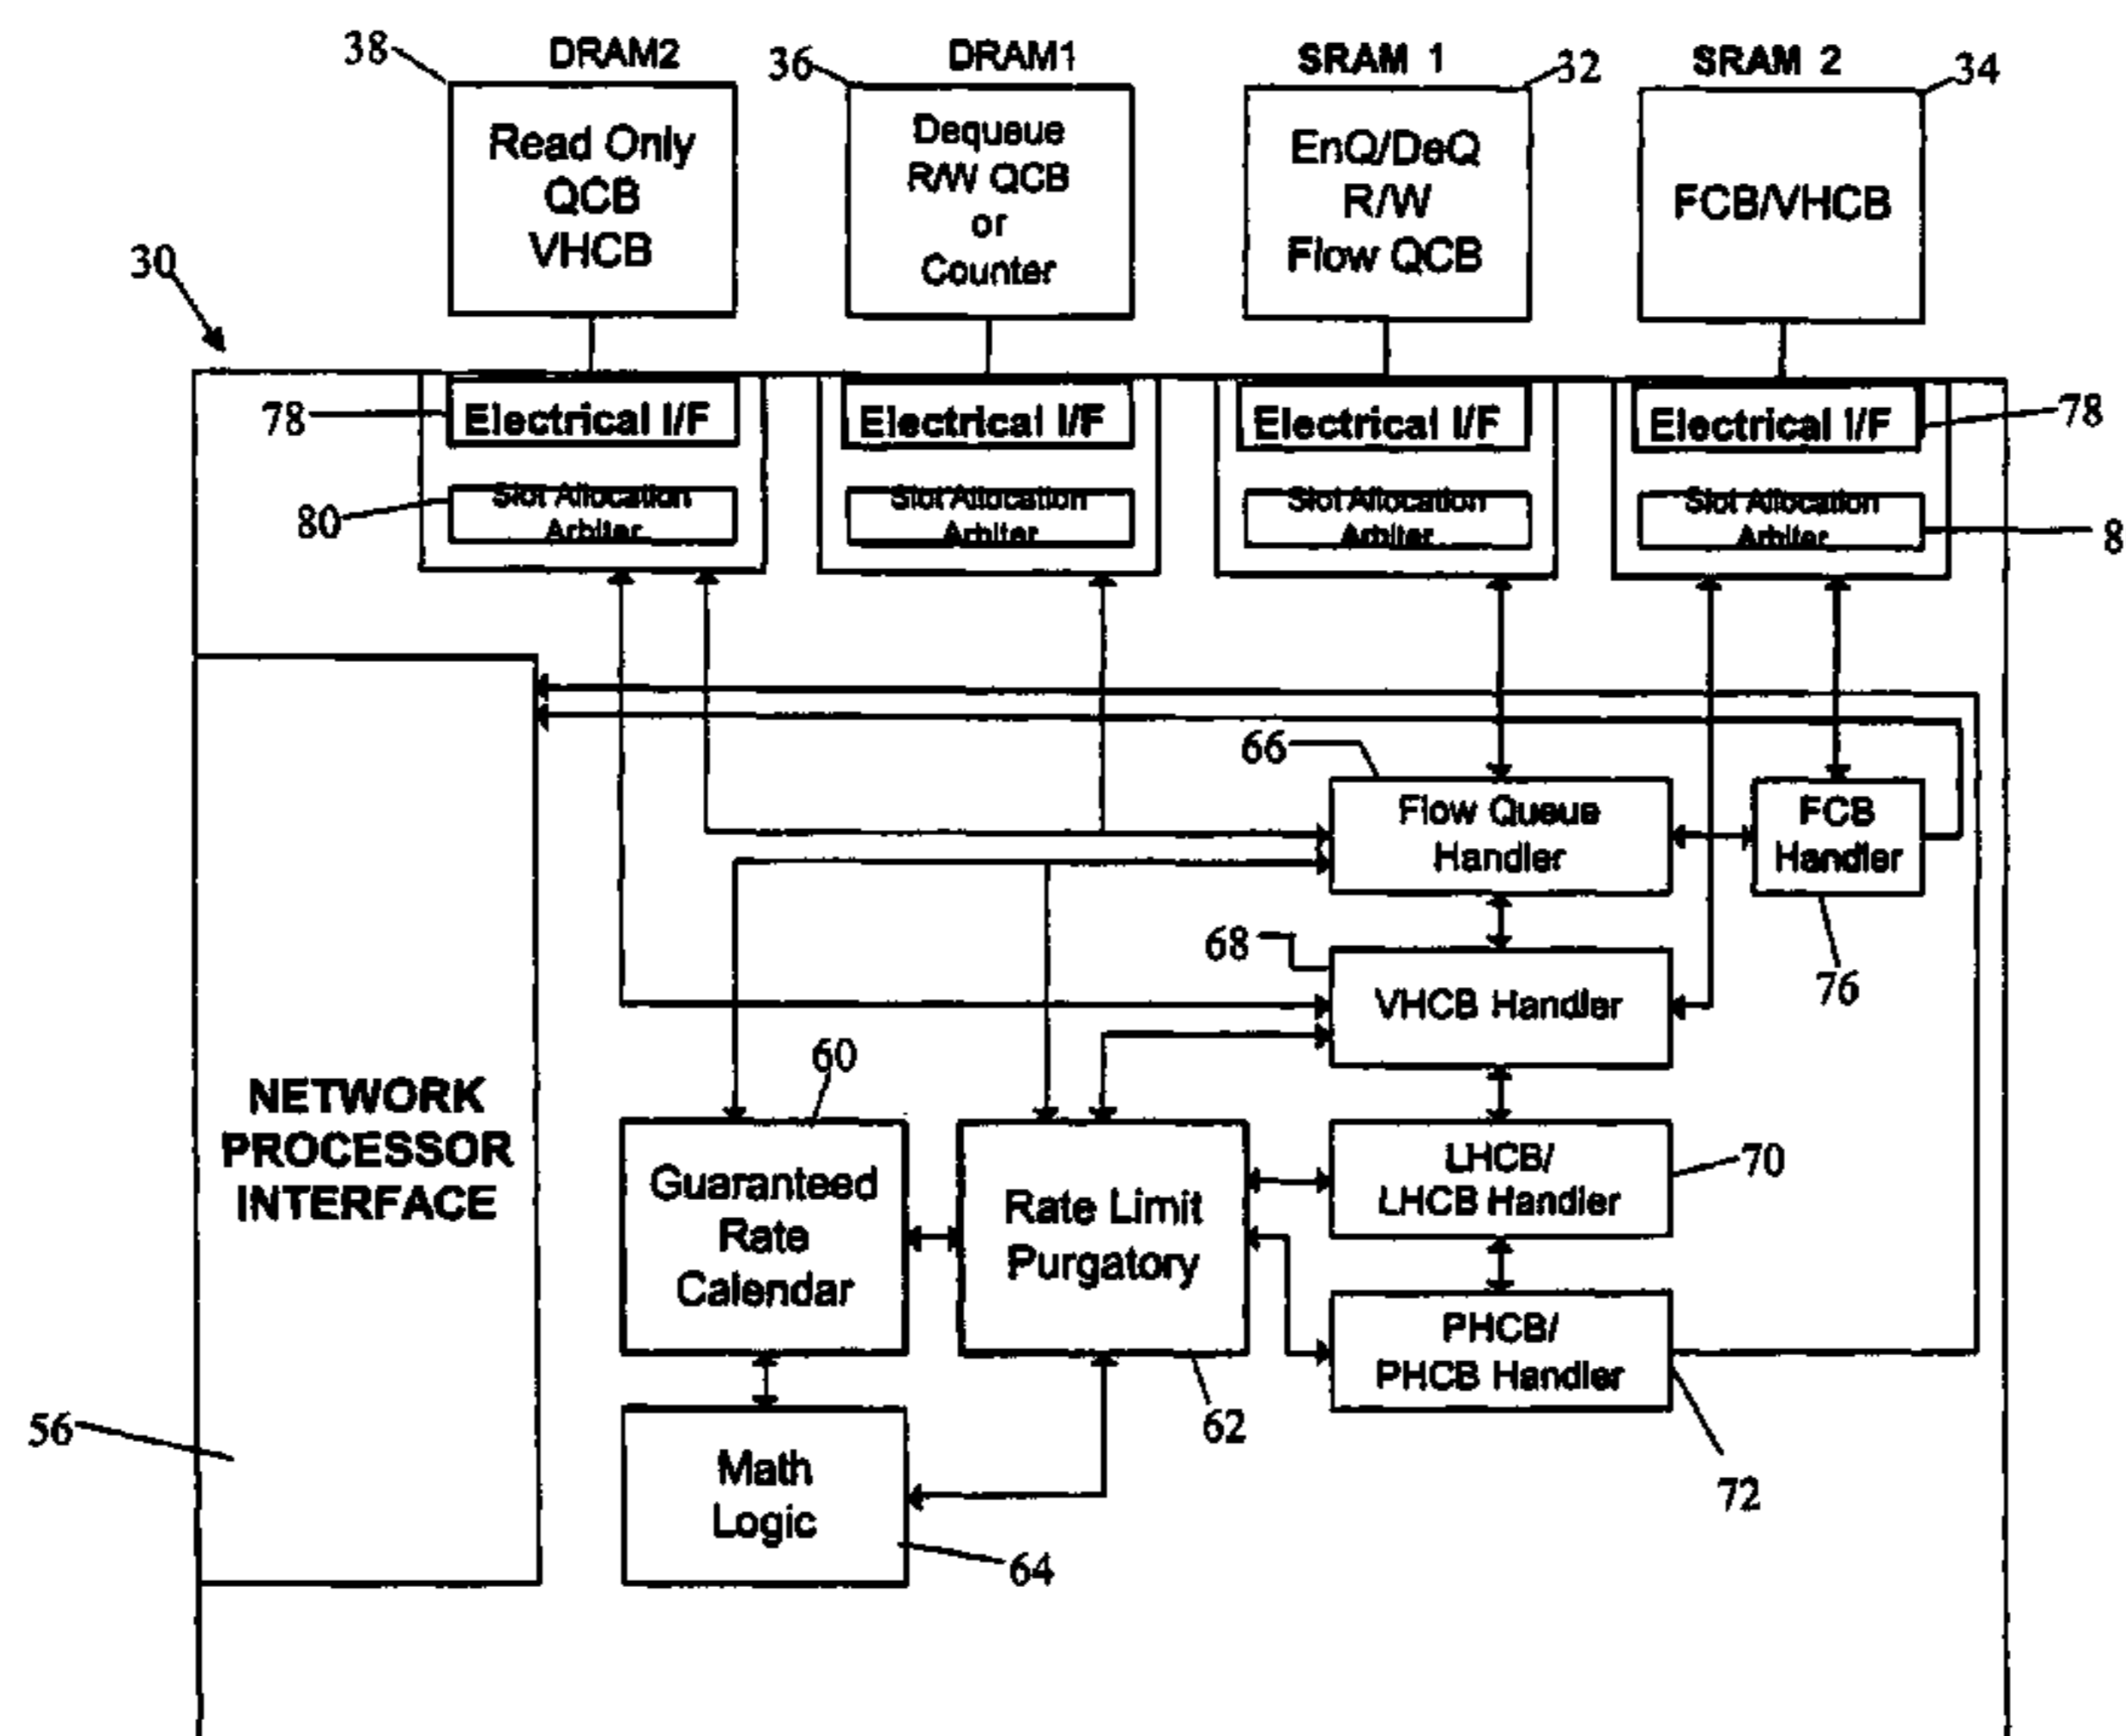 38
DRAM2
36
DRAM1
SRAM 1
32
SRAM 2
34
Read Only
QCB
VHCB
Dequeue
R/W QCB
or
Counter
EnQ/DeQ
R/W
Flow QCB
FCB/VHCB
30
78
Electrical I/F
Electrical I/F
Electrical I/F
Electrical I/F
78
80
Slot Allocation
Arbiter
Slot Allocation
Arbiter
Slot Allocation
Arbiter
Slot Allocation
Arbiter
8
66
Flow Queue
Handler
FCB
Handler
76
68
VHCB Handler
60
NETWORK
PROCESSOR
INTERFACE
Guaranteed
Rate
Calendar
Rate Limit
Purgatory
LHCB/
LHCB Handler
70
PHCB/
PHCB Handler
62
72
56
Math
Logic
64